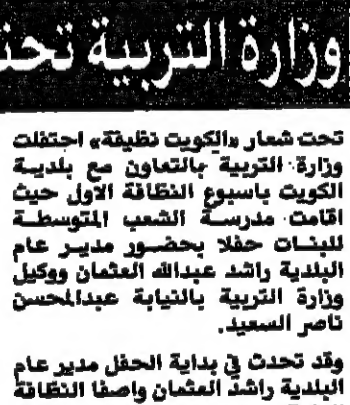 وزارة التربية تحت
تحت شعار «الكويت نظيفة» احتفلت
وزارة التربية بالتعاون مع بلدية
الكويت باسبوع النظافة الاول حيث
اقامت مدرسة الشعب المتوسطة
للبنات حفلا بحضور مدير عام
البلدية راشد عبدالله العثمان ووكيل
وزارة التربية بالنيابة عبدالمحسن
ناصر السعيد.
وقد تحدث في بداية الحفل مدير عام
البلدية راشد العثمان واصفا النظافة